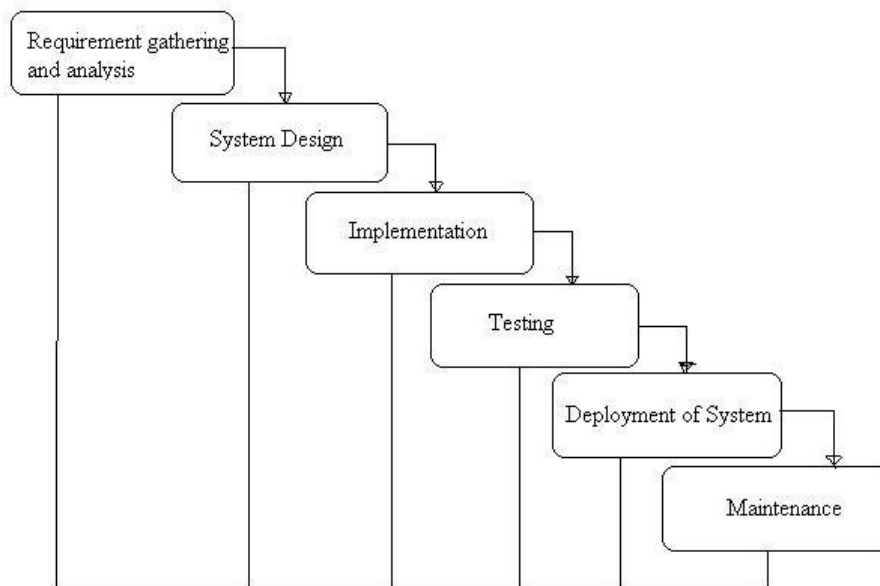 Requirement gathering
and analysis
System Design
Implementation
Testing
Deployment of System
Maintenance